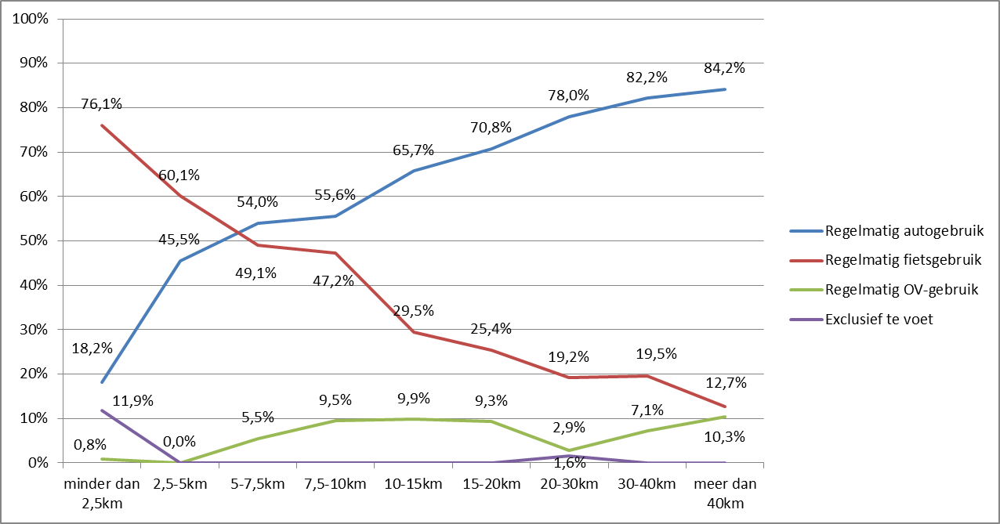 100%
90%
80%
70%
60%
50%
40%
30%
20%
10%
0%
84,2%
82,2%
78,0%
76,1%
70,8%
65,7%
60,1%
54,0%
55,6%
45,5%
49,1%
47,2%
29,5%
25,4%
18,2%
19,2%
19,5%
12,7%
11,9%
9,5%
9,9%
9,3%
5,5%
7,1%
0,8%
0,0%
2,9%
10,3%
1,6%
minder dan
2,5km
2,5-5km
5-7,5km
7,5-10km
10-15km
15-20km
20-30km
30-40km
meer dan
40km
Regelmatig autogebruik
Regelmatig fietsgebruik
Regelmatig OV-gebruik
Exclusief te voet